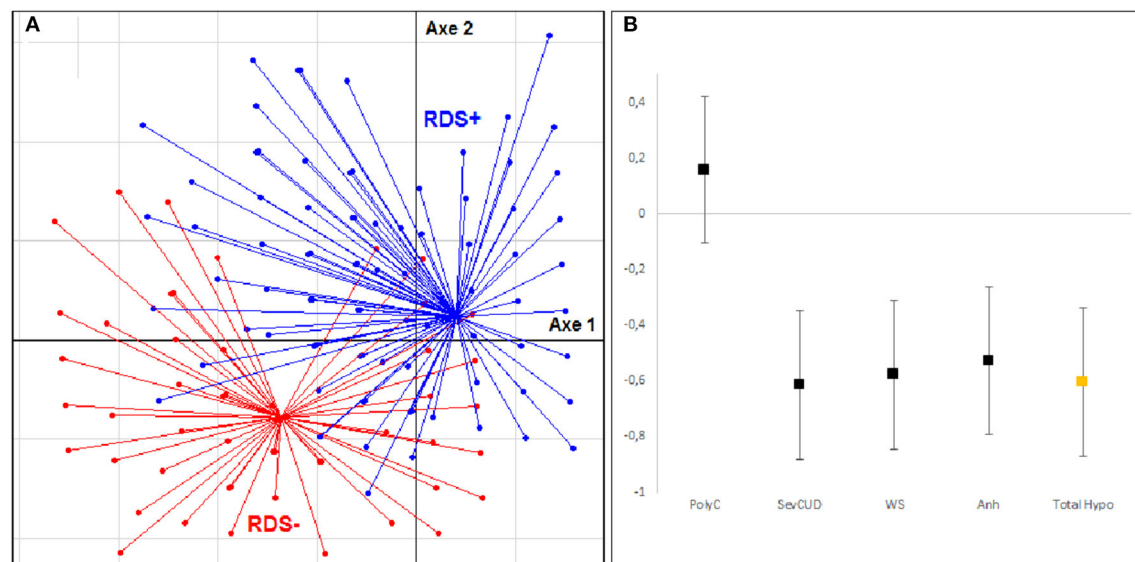 A
Axe 2
RDS+
Axe 1
RDS-
B
0,4
0,2
0
-0,2
-0,4
-0,6
-0,8
-1
PolyC SevCUD WS Anh Total Hypo